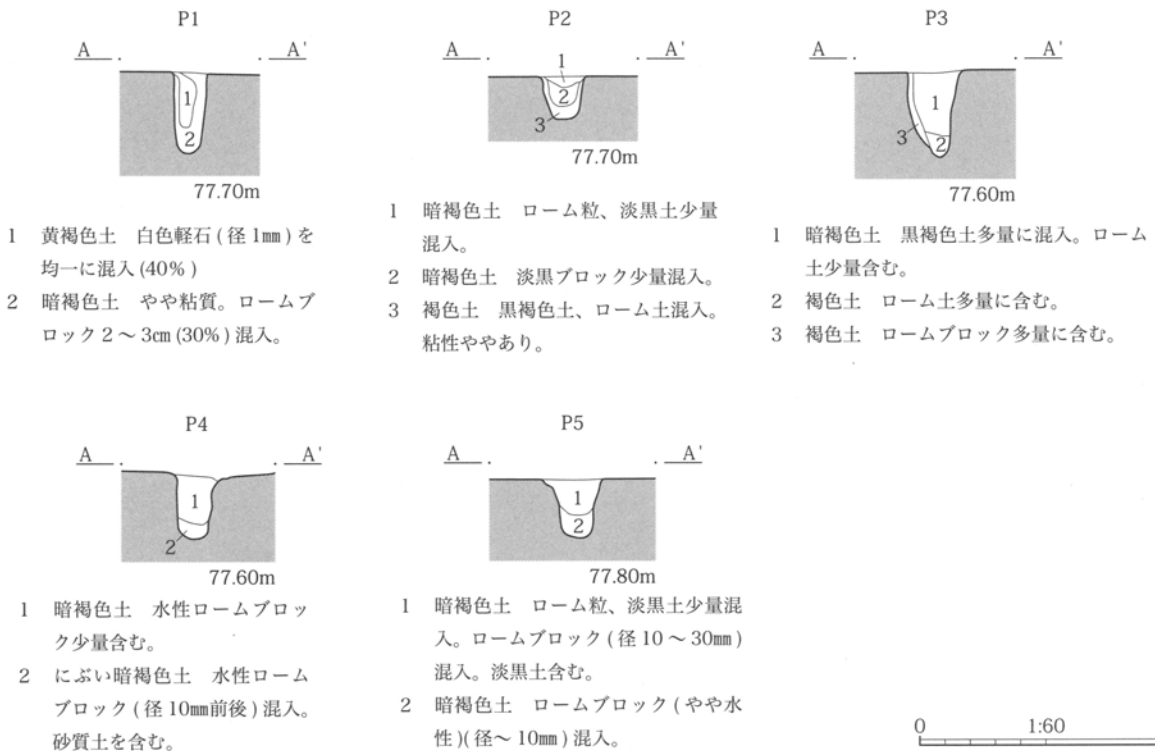 P1
A A'
1
2
77.70m
1 黄褐色土 白色軽石(径1㎜)を
均一に混入(40%)
2 暗褐色土 やや粘質。ロームブ
ロック2～3㎝(30%)混入。
P2
A A'
1
2
3
77.70m
1 暗褐色土 ローム粒、淡黒土少量
混入。
2 暗褐色土 淡黒ブロック少量混入。
3 褐色土 黒褐色土、ローム土混入。
粘性ややあり。
P3
A A'
1
2
3
77.60m
1 暗褐色土 黒褐色土多量に混入。ローム
土少量含む。
2 褐色土 ローム土多量に含む。
3 褐色土 ロームブロック多量に含む。
P4
A A'
1
2
77.60m
1 暗褐色土 水性ロームブロッ
ク少量含む。
2 にぶい暗褐色土 水性ローム
ブロック(径10㎜前後)混入。
砂質土を含む。
P5
A A'
1
2
77.80m
1 暗褐色土 ローム粒、淡黒土少量混
入。ロームブロック(径10～30㎜)
混入。淡黒土含む。
2 暗褐色土 ロームブロック(やや水
性)(径～10㎜)混入。
0 1:60